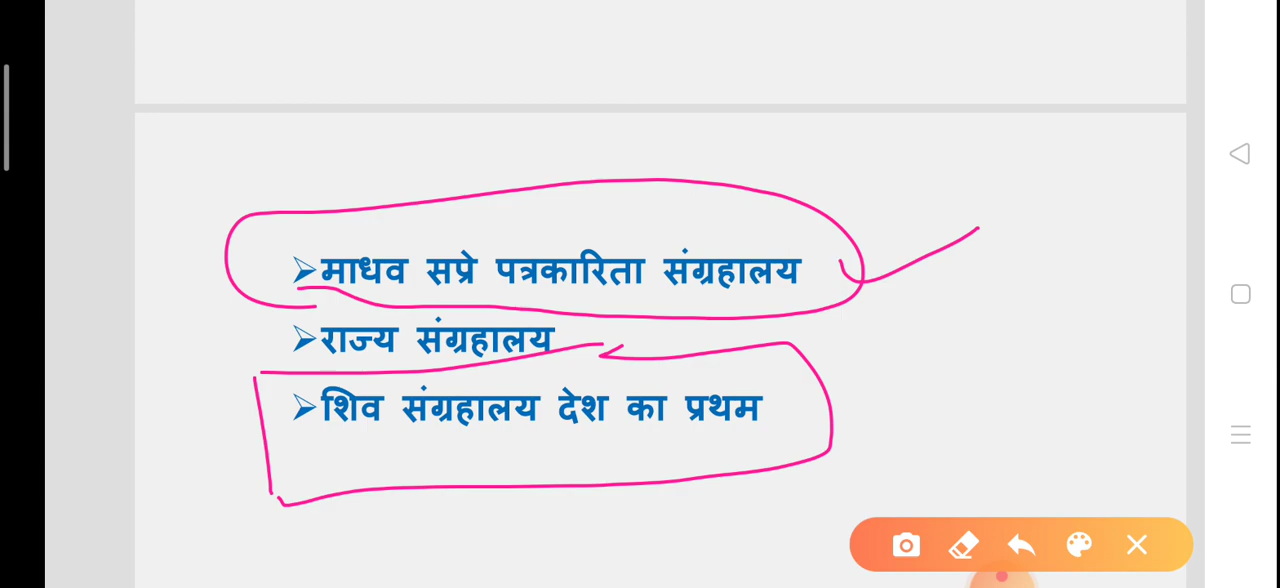 ➢माधव सप्रे पत्रकारिता संग्रहालय
➢राज्य संग्रहालय
➢शिव संग्रहालय देश का प्रथम